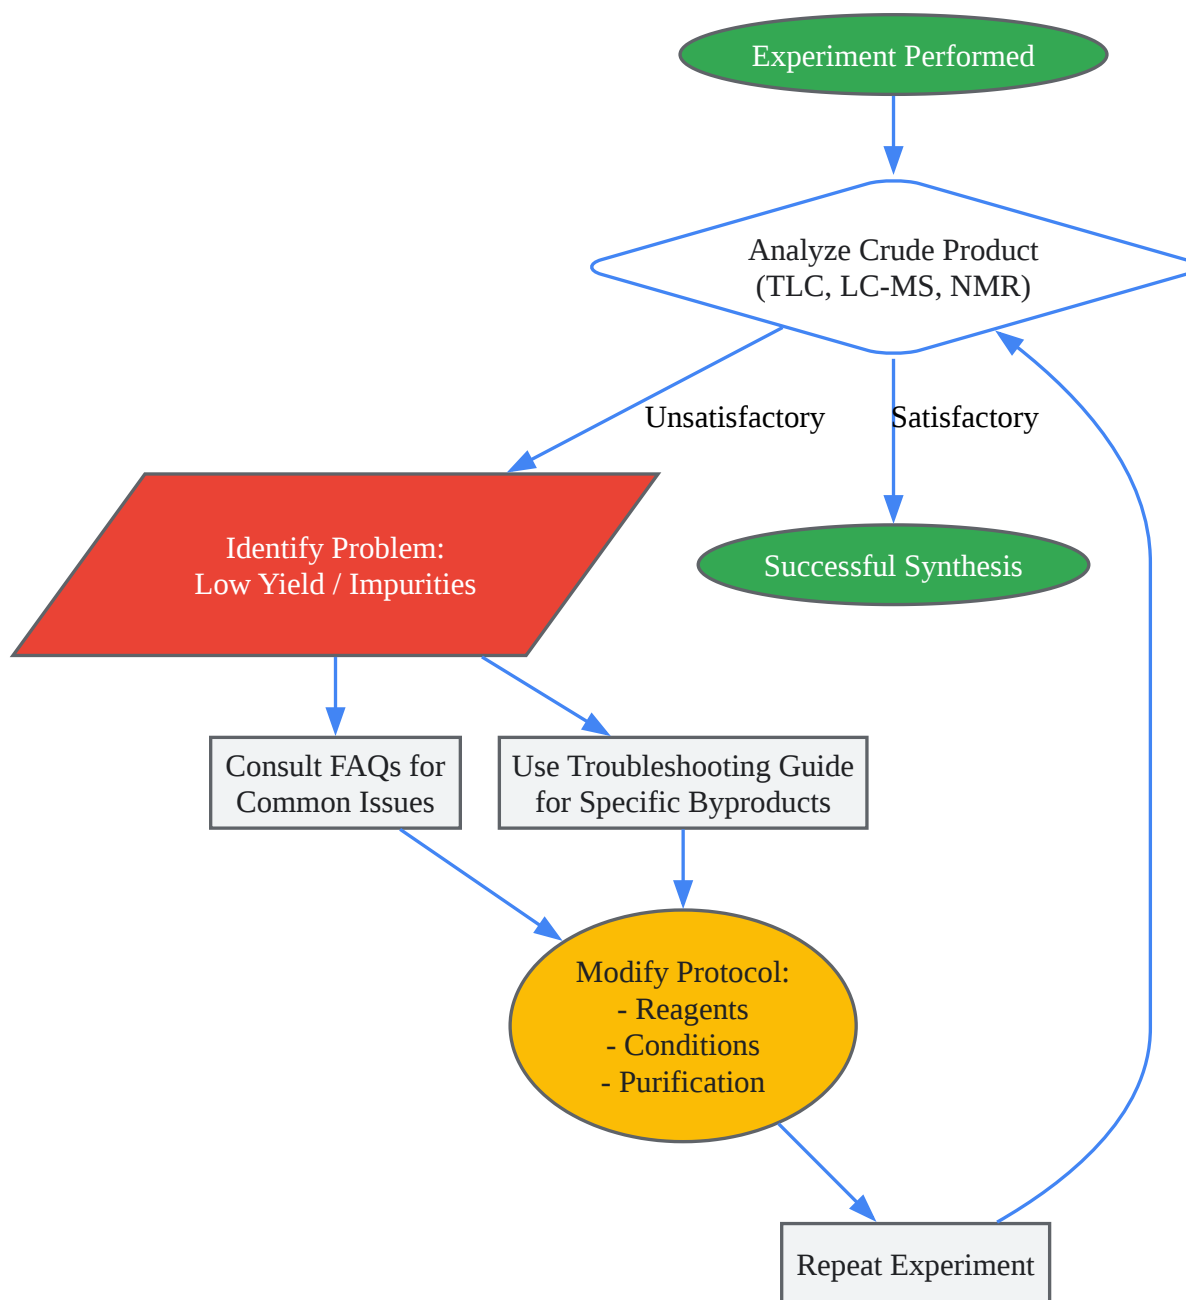 Experiment Performed
Analyze Crude Product
(TLC, LC-MS, NMR)
Unsatisfactory
Satisfactory
Identify Problem:
Low Yield / Impurities
Successful Synthesis
Consult FAQs for
Common Issues
Use Troubleshooting Guide
for Specific Byproducts
Modify Protocol:
- Reagents
- Conditions
- Purification
Repeat Experiment